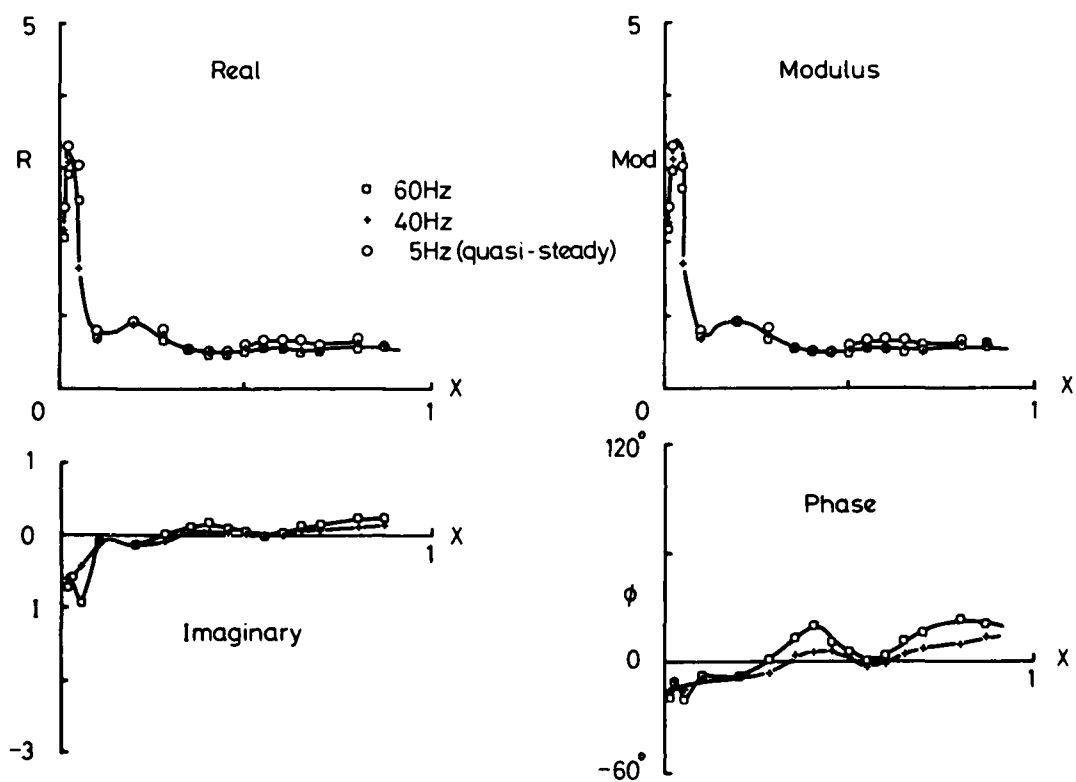 5
Real
R
60Hz
40Hz
5Hz (quasi-steady)
0
1
X
5
Modulus
Mod
0
1
X
1
0
1
X
I
Imaginary
-3
120°
Phase
φ
0
1
X
-60°